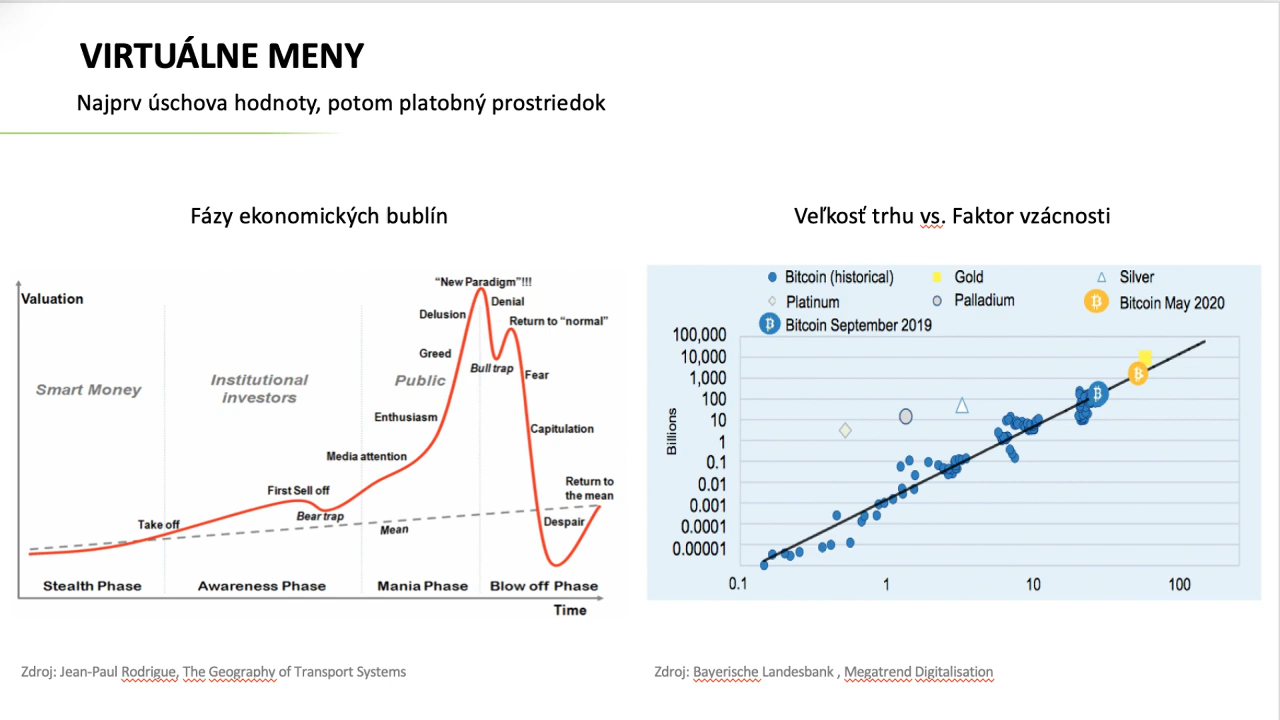 VIRTUÁLNE MENY
Najprv úschova hodnoty, potom platobný prostriedok
Fázy ekonomických bublín
Valuation
Smart Money
Institutional
investors
Public
"New Paradigm"!!!
Denial
Delusion
Return to "normal"
Greed
Bull trap
Fear
Enthusiasm
Capitulation
Media attention
First Sell off
Return to
the mean
Bear trap
Take off
Mean
Despair
Stealth Phase
Awareness Phase
Mania Phase
Blow off Phase
Time
Zdroj: Jean-Paul Rodrigue, The Geography of Transport Systems
Veľkosť trhu vs. Faktor vzácnosti
Bitcoin (historical)
Gold
Silver
Platinum
Palladium
Bitcoin May 2020
Bitcoin September 2019
Billions
100,000
10,000
1,000
100
10
1
0.1
0.01
0.001
0.0001
0.00001
0.1
1
10
100
Zdroj: Bayerische Landesbank , Megatrend Digitalisation